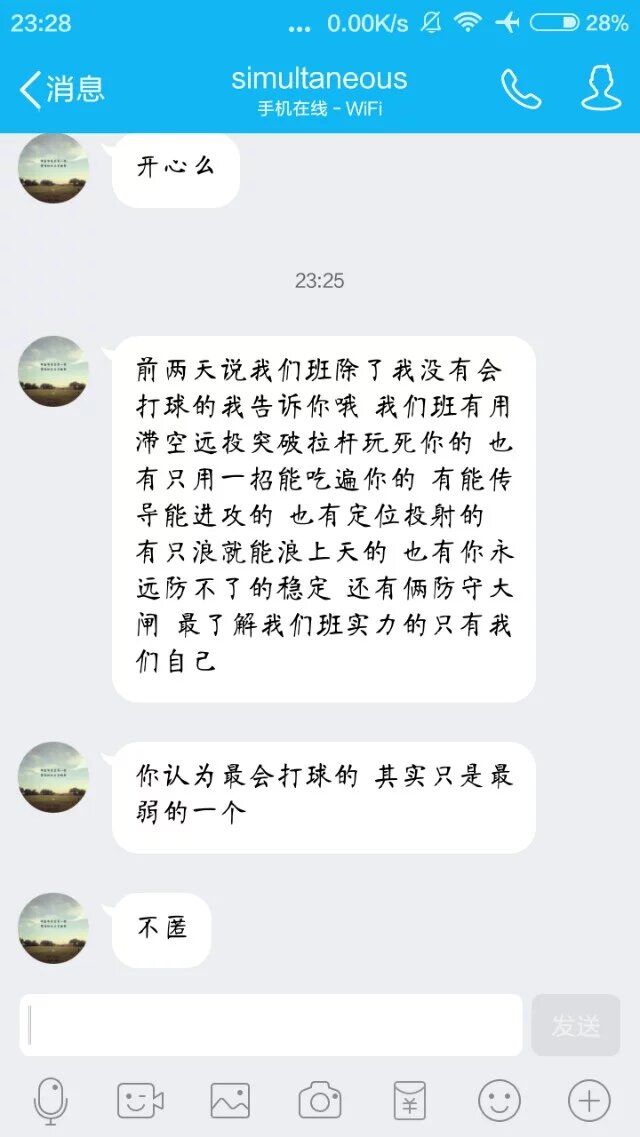 23:28
... 0.00K/s 28%
消息
simultaneous
手机在线 - WiFi
开心么
23:25
前两天说我们班除了我没有会
打球的我告诉你哦 我们班有用
滞空远投突破拉杆玩死你的 也
有只用一招能吃遍你的 有能传
导能进攻的 也有定位投射的
有只浪就能浪上天的 也有你永
远防不了的稳定 还有俩防守大
闸 最了解我们班实力的只有我
们自己
你认为最会打球的 其实只是最
弱的一个
不匿
发送